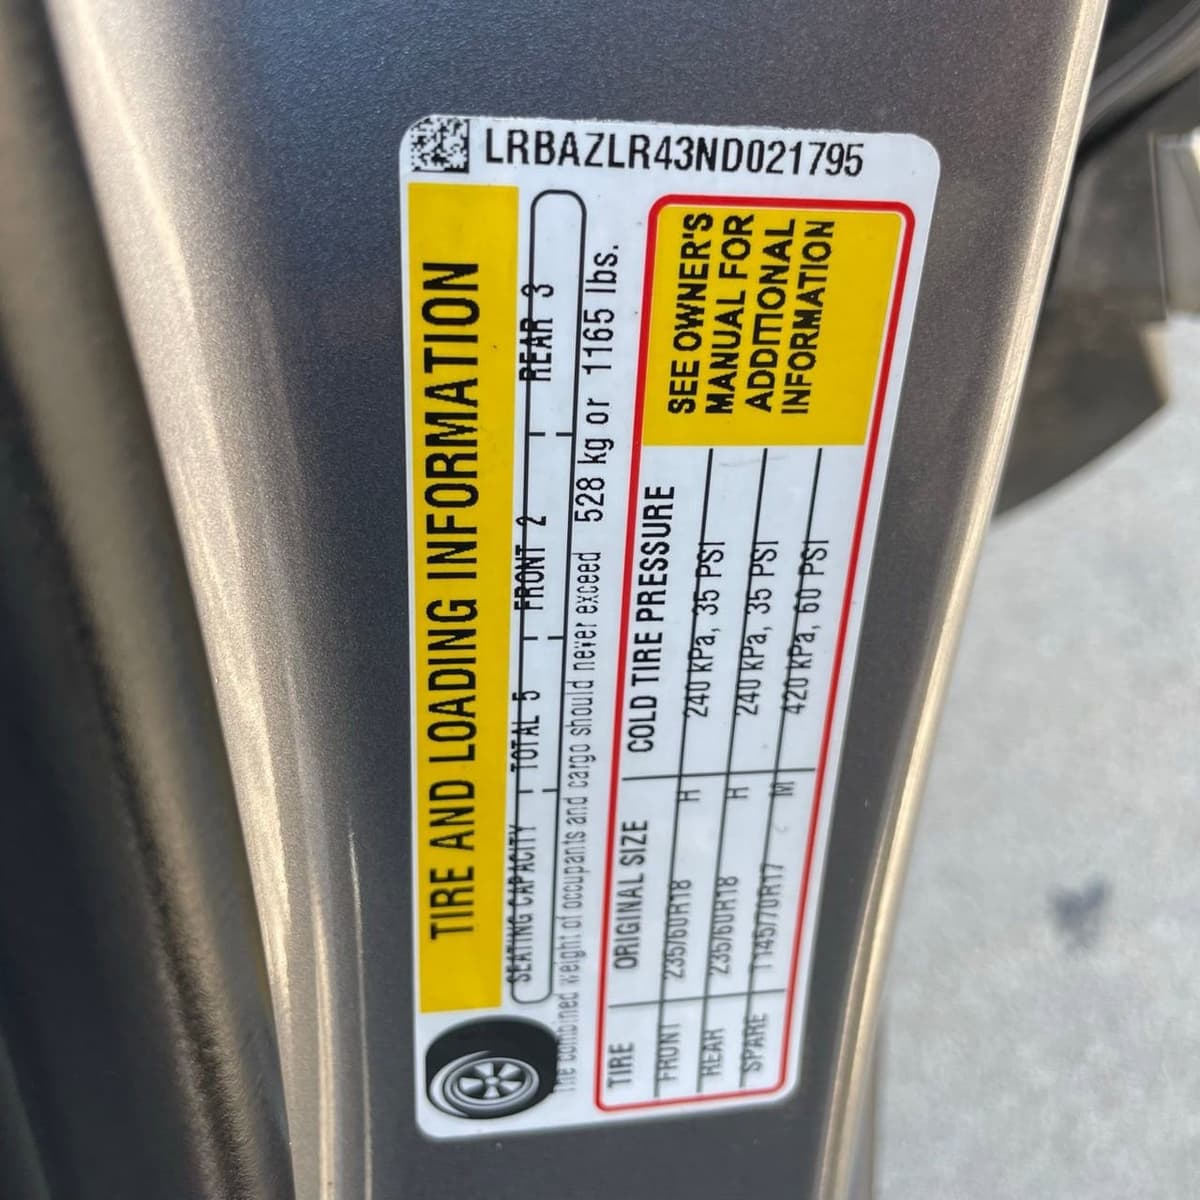 LRBAZLR43ND021795
TIRE AND LOADING INFORMATION
SEATING CAPACITY TOTAL 5 FRONT 2 REAR 3
The combined weight of occupants and cargo should never exceed 528 kg or 1165 lbs.
TIRE ORIGINAL SIZE COLD TIRE PRESSURE
FRONT 235/60R18 H 240 kPa, 35 PSI
REAR 235/60R18 H 240 kPa, 35 PSI
SPARE T145/70R17 M 420 kPa, 60 PSI
SEE OWNER'S
MANUAL FOR
ADDITIONAL
INFORMATION